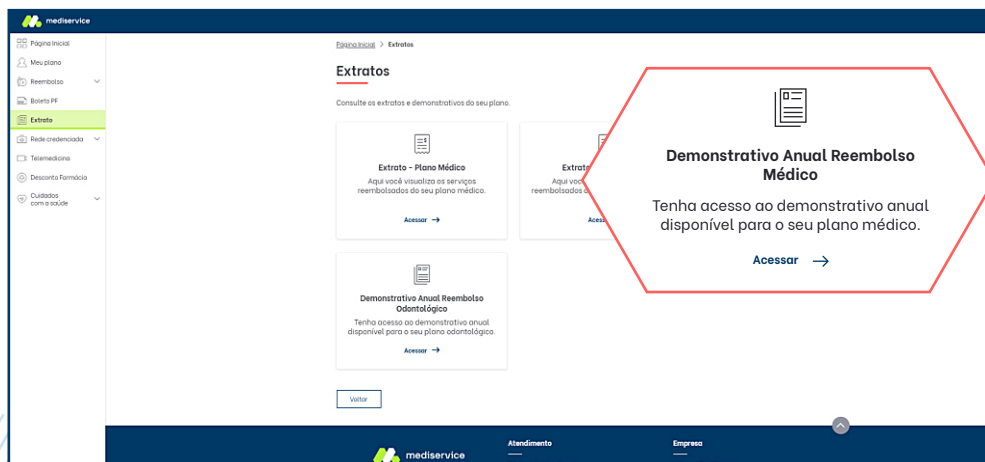 mediservice
Página Inicial
Meu plano
Reembolso
Boleto PF
Extrato
Rede credenciada
Telemedicina
Desconto Farmácia
Cuidados
com a saúde
Página Inicial > Extratos
Extratos
Consulte os extratos e demonstrativos do seu plano.
Extrato - Plano Médico
Aqui você visualiza os serviços
reembolsados do seu plano médico.
Acessar →
Demonstrativo Anual Reembolso
Médico
Tenha acesso ao demonstrativo anual
disponível para o seu plano médico.
Acessar →
Demonstrativo Anual Reembolso
Odontológico
Tenha acesso ao demonstrativo anual
disponível para o seu plano odontológico.
Acessar →
Voltar
mediservice
Atendimento
Empresa